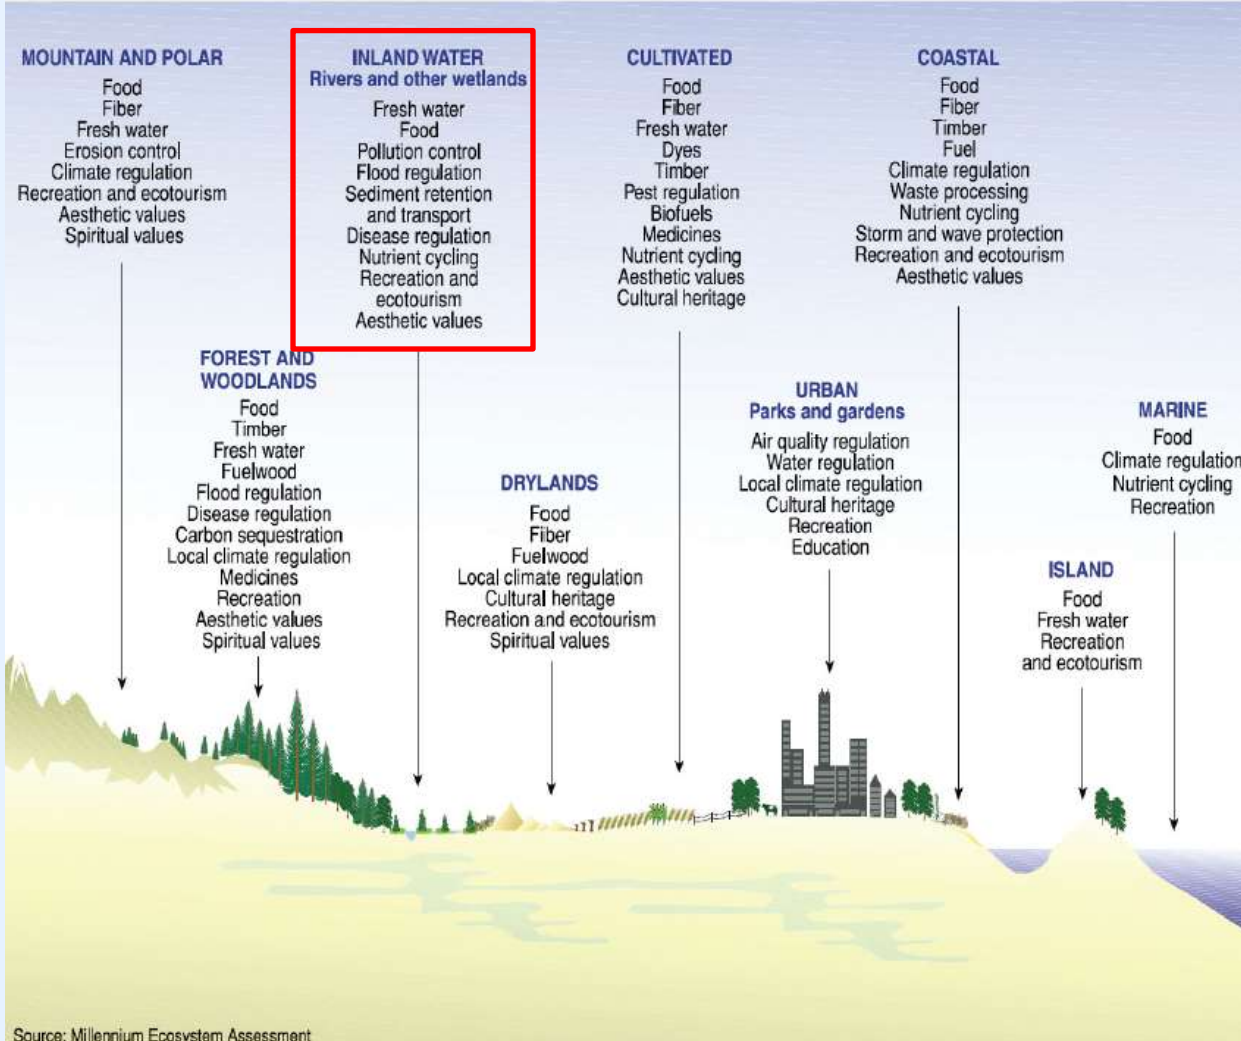 MOUNTAIN AND POLAR
Food
Fiber
Fresh water
Erosion control
Climate regulation
Recreation and ecotourism
Aesthetic values
Spiritual values
INLAND WATER
Rivers and other wetlands
Fresh water
Food
Pollution control
Flood regulation
Sediment retention
and transport
Disease regulation
Nutrient cycling
Recreation and
ecotourism
Aesthetic values
CULTIVATED
Food
Fiber
Fresh water
Dyes
Timber
Pest regulation
Biofuels
Medicines
Nutrient cycling
Aesthetic values
Cultural heritage
COASTAL
Food
Fiber
Timber
Fuel
Climate regulation
Waste processing
Nutrient cycling
Storm and wave protection
Recreation and ecotourism
Aesthetic values
FOREST AND
WOODLANDS
Food
Timber
Fresh water
Fuelwood
Flood regulation
Disease regulation
Carbon sequestration
Local climate regulation
Medicines
Recreation
Aesthetic values
Spiritual values
DRYLANDS
Food
Fiber
Fuelwood
Local climate regulation
Cultural heritage
Recreation and ecotourism
Spiritual values
URBAN
Parks and gardens
Air quality regulation
Water regulation
Local climate regulation
Cultural heritage
Recreation
Education
MARINE
Food
Climate regulation
Nutrient cycling
Recreation
ISLAND
Food
Fresh water
Recreation
and ecotourism
Source: Millennium Ecosystem Assessment